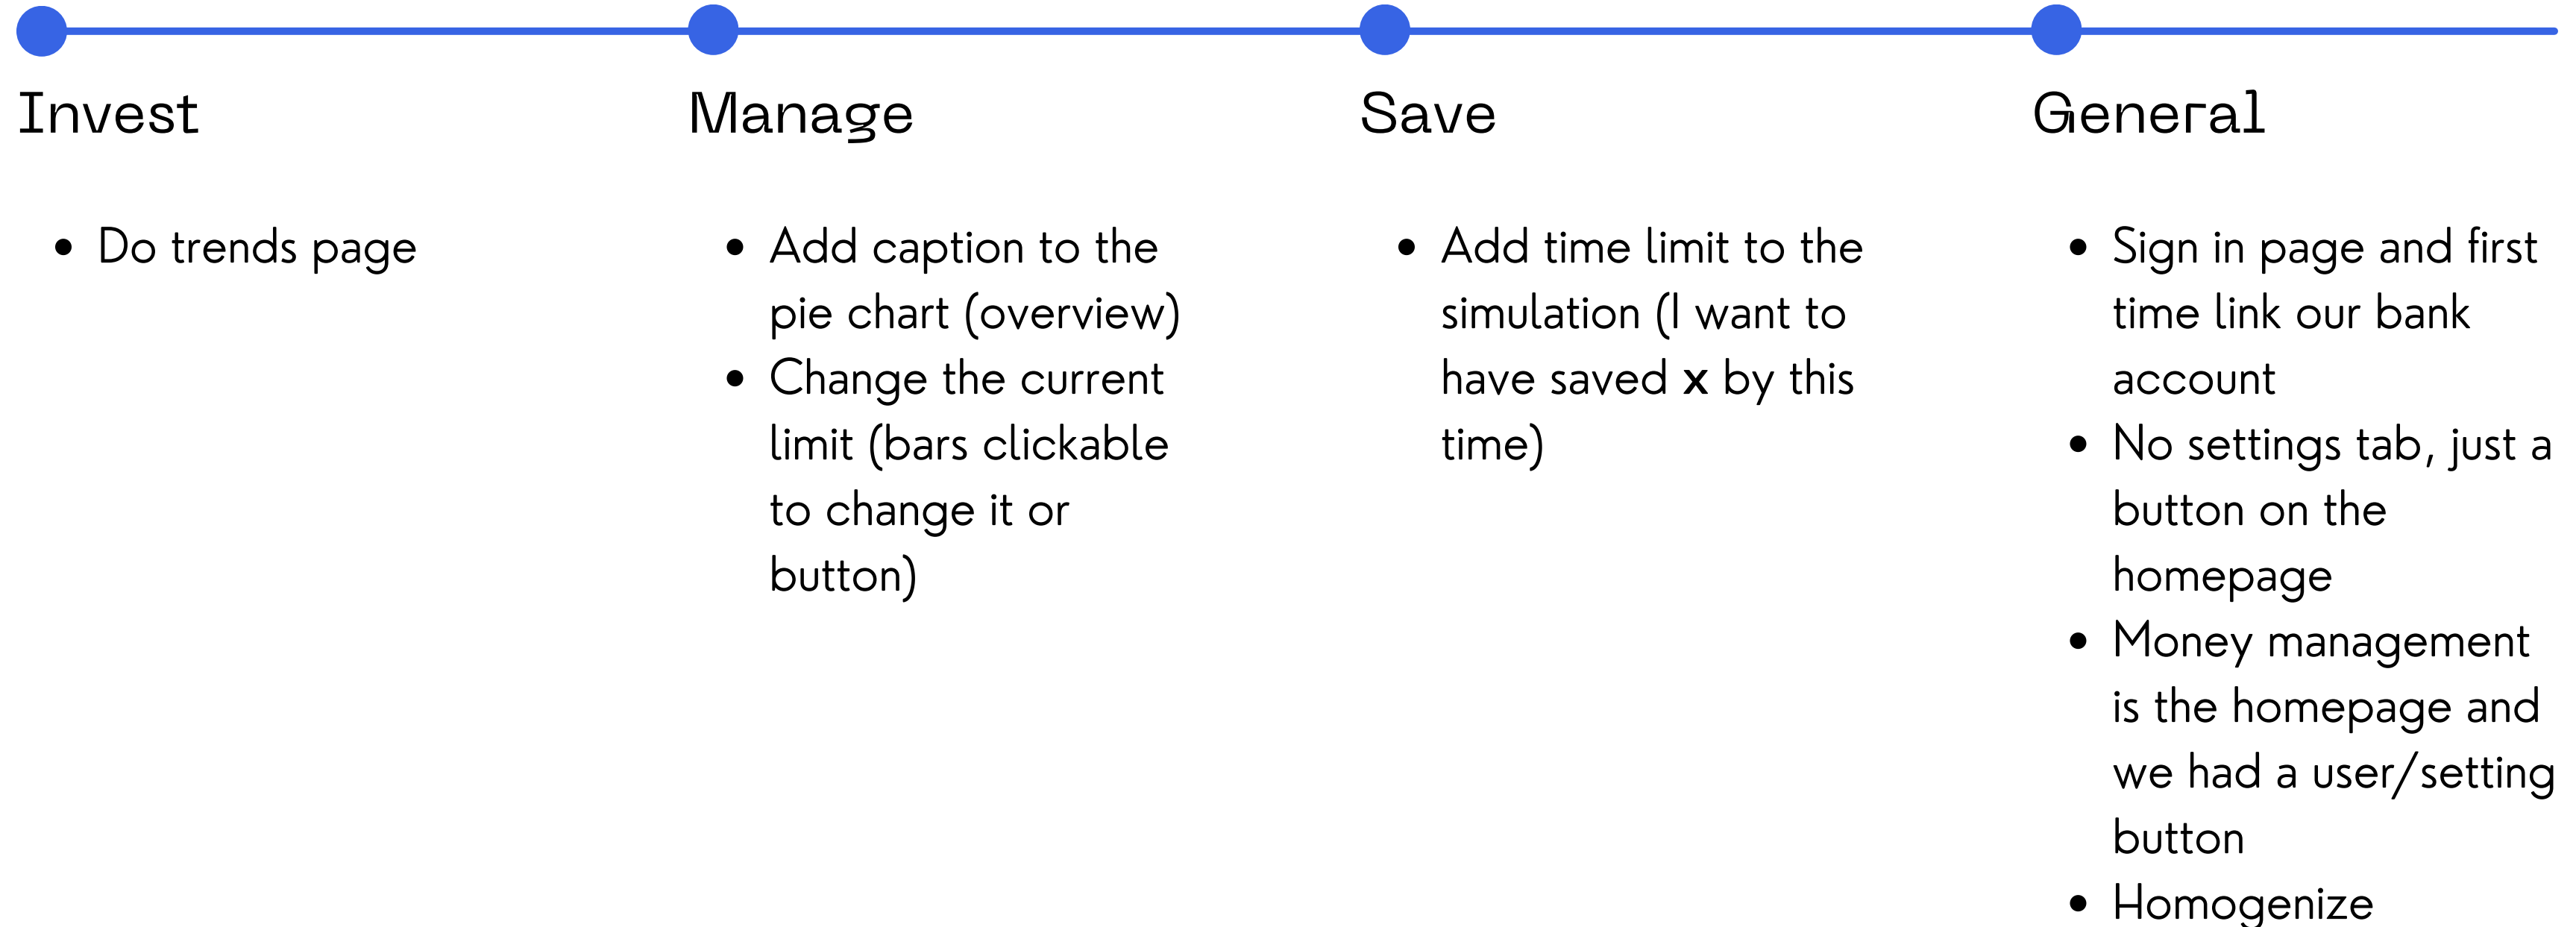 Invest
• Do trends page
Manage
• Add caption to the
pie chart (overview)
• Change the current
limit (bars clickable
to change it or
button)
Save
• Add time limit to the
simulation (I want to
have saved x by this
time)
General
• Sign in page and first
time link our bank
account
• No settings tab, just a
button on the
homepage
• Money management
is the homepage and
we had a user/setting
button
• Homogenize